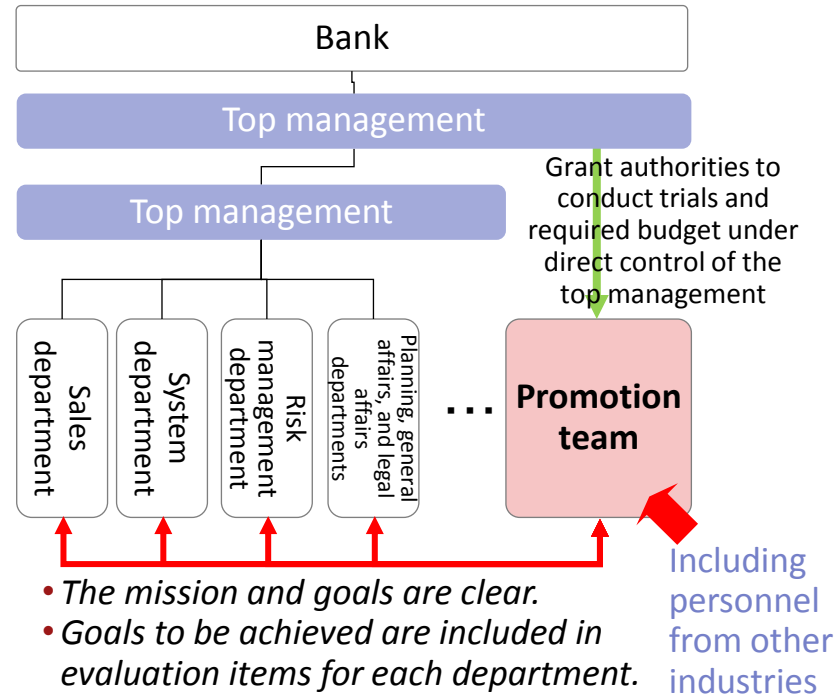 Bank
Top management
Grant authorities to
conduct trials and
required budget under
direct control of the
top management
Top management
Sales
department
System
department
Risk
management
department
Planning, general
affairs, and legal
affairs
departments
...
Promotion
team
Including
personnel
from other
industries
• The mission and goals are clear.
• Goals to be achieved are included in
evaluation items for each department.